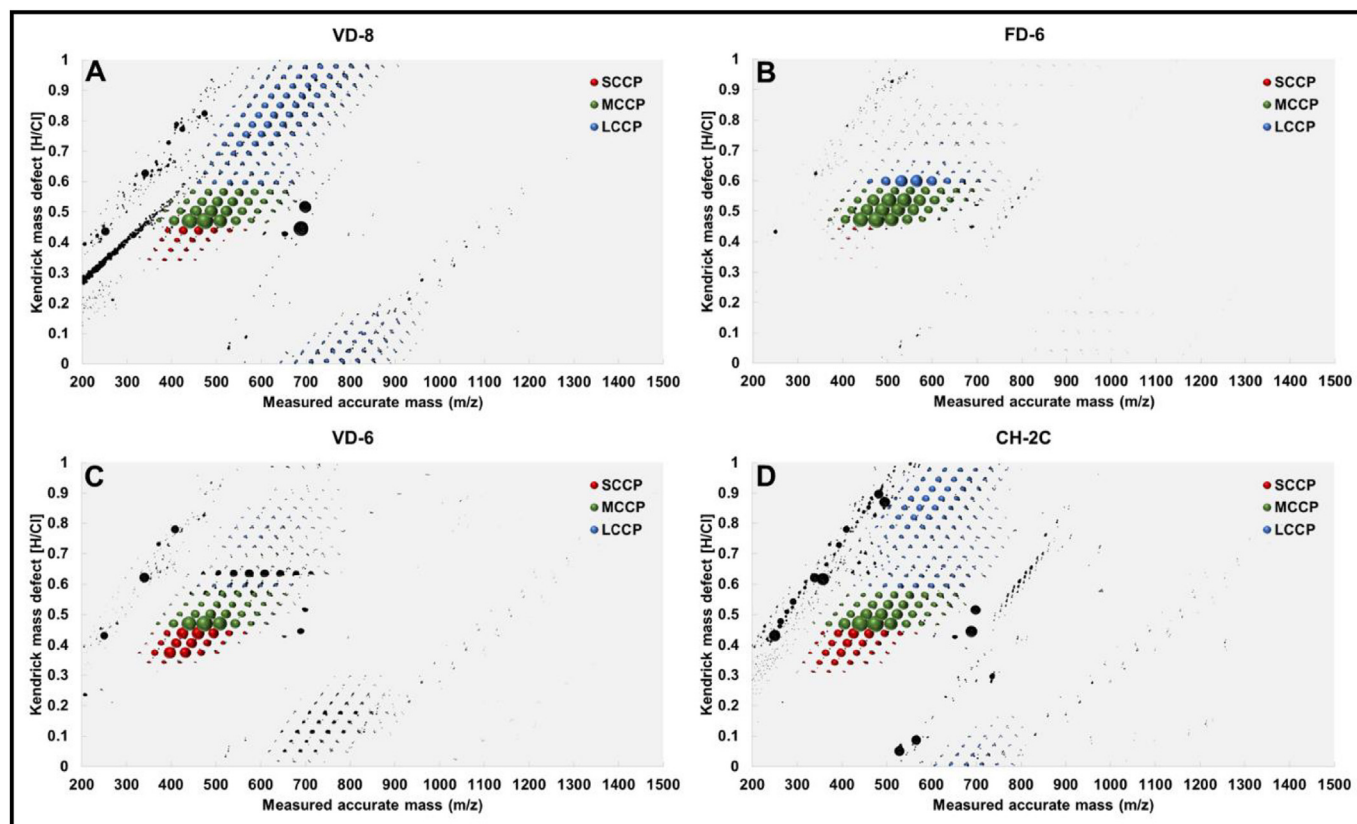 VD-8
A
SCCP
MCCP
LCCP
Kendrick mass defect [H/Cl]
1
0.9
0.8
0.7
0.6
0.5
0.4
0.3
0.2
0.1
0
200 300 400 500 600 700 800 900 1000 1100 1200 1300 1400 1500
Measured accurate mass (m/z)
FD-6
B
SCCP
MCCP
LCCP
Kendrick mass defect [H/Cl]
1
0.9
0.8
0.7
0.6
0.5
0.4
0.3
0.2
0.1
0
200 300 400 500 600 700 800 900 1000 1100 1200 1300 1400 1500
Measured accurate mass (m/z)
VD-6
C
SCCP
MCCP
LCCP
Kendrick mass defect [H/Cl]
1
0.9
0.8
0.7
0.6
0.5
0.4
0.3
0.2
0.1
0
200 300 400 500 600 700 800 900 1000 1100 1200 1300 1400 1500
Measured accurate mass (m/z)
CH-2C
D
SCCP
MCCP
LCCP
Kendrick mass defect [H/Cl]
1
0.9
0.8
0.7
0.6
0.5
0.4
0.3
0.2
0.1
0
200 300 400 500 600 700 800 900 1000 1100 1200 1300 1400 1500
Measured accurate mass (m/z)